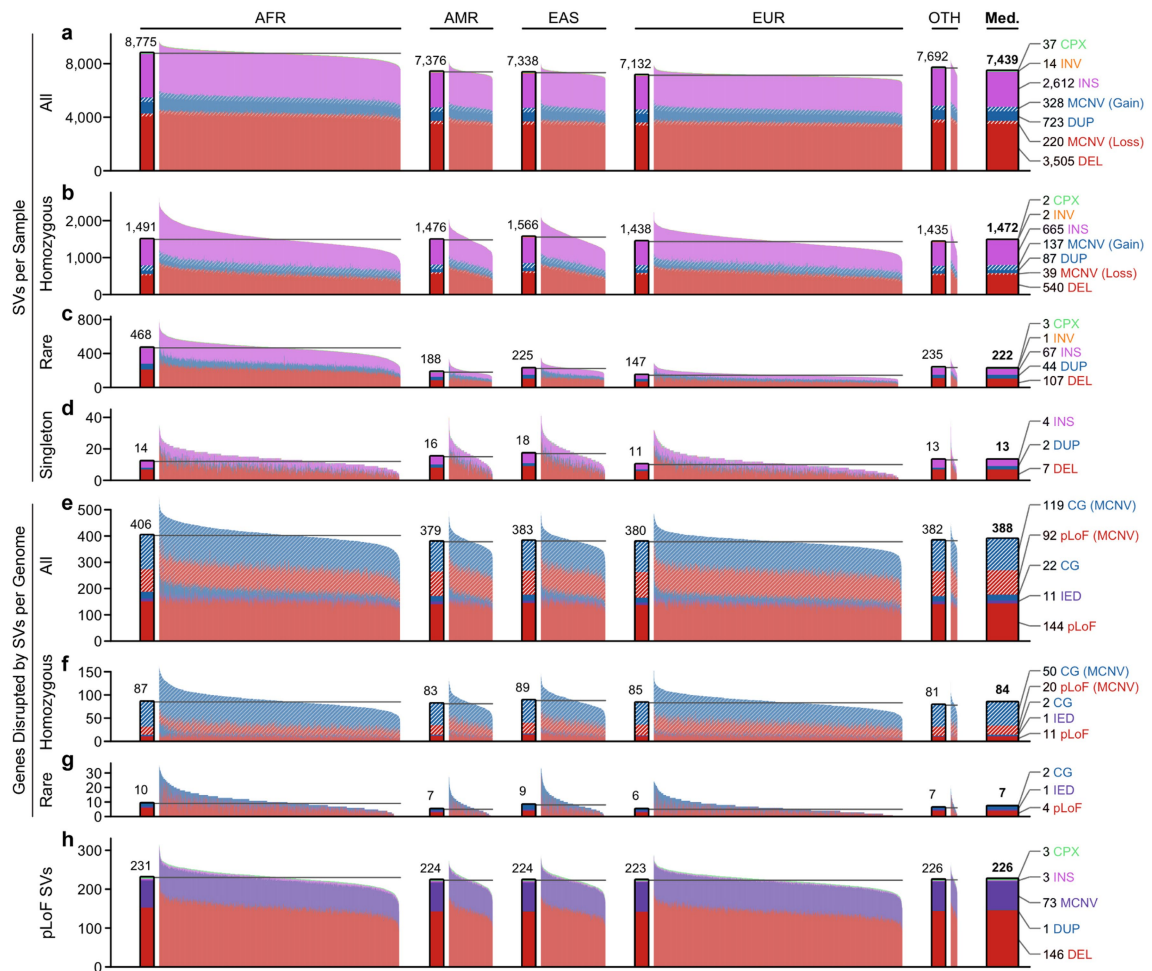 AFR AMR EAS EUR OTH Med.
SVs per Sample
a
All
8,000
4,000
0
8,775 7,376 7,338 7,132 7,692 7,439
37 CPX
14 INV
2,612 INS
328 MCNV (Gain)
723 DUP
220 MCNV (Loss)
3,505 DEL
b
Homozygous
2,000
1,000
0
1,491 1,476 1,566 1,438 1,435 1,472
2 CPX
2 INV
665 INS
137 MCNV (Gain)
87 DUP
39 MCNV (Loss)
540 DEL
c
Rare
800
400
0
468 188 225 147 235 222
3 CPX
1 INV
67 INS
44 DUP
107 DEL
d
Singleton
40
20
0
14 16 18 11 13 13
4 INS
2 DUP
7 DEL
Genes Disrupted by SVs per Genome
e
All
500
400
300
200
100
0
406 379 383 380 382 388
119 CG (MCNV)
92 pLoF (MCNV)
22 CG
11 IED
144 pLoF
f
Homozygous
150
100
50
0
87 83 89 85 81 84
50 CG (MCNV)
20 pLoF (MCNV)
2 CG
1 IED
11 pLoF
g
Rare
30
20
10
0
10 7 9 6 7 7
2 CG
1 IED
4 pLoF
h
pLoF SVs
300
200
100
0
231 224 224 223 226 226
3 CPX
3 INS
73 MCNV
1 DUP
146 DEL